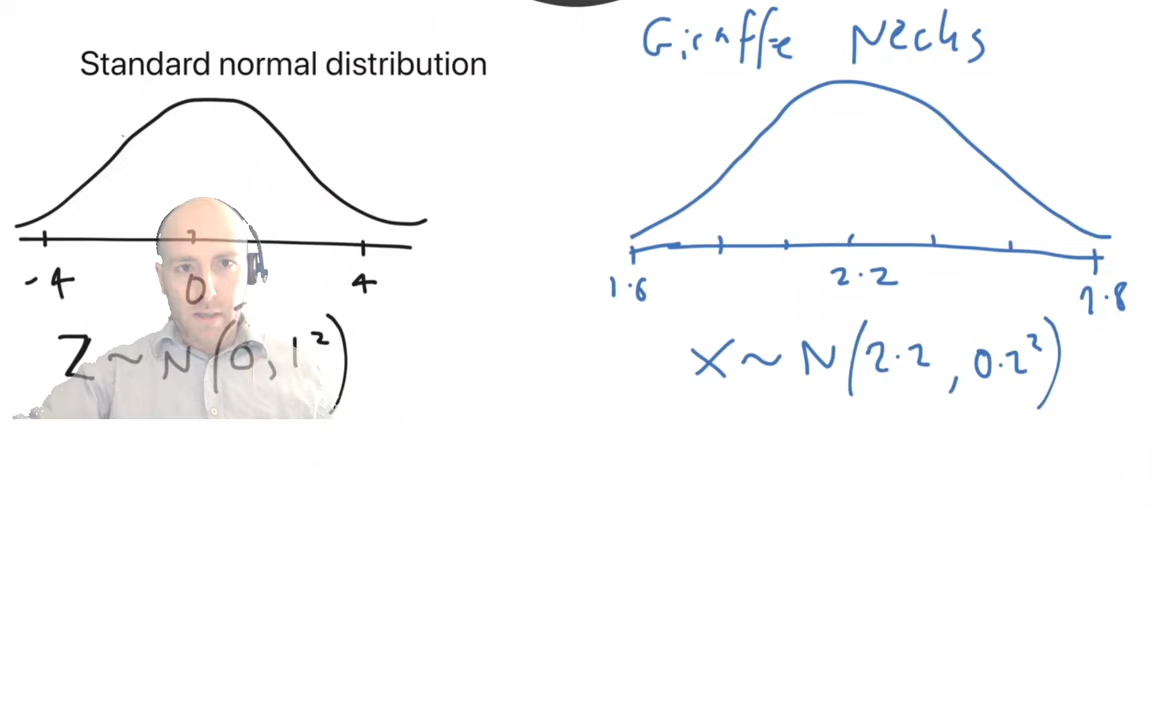 Standard normal distribution
-4 0 4
Z ~ N(0, 1²)
Giraffe Necks
1.6 2.2 2.8
X ~ N(2.2, 0.2²)